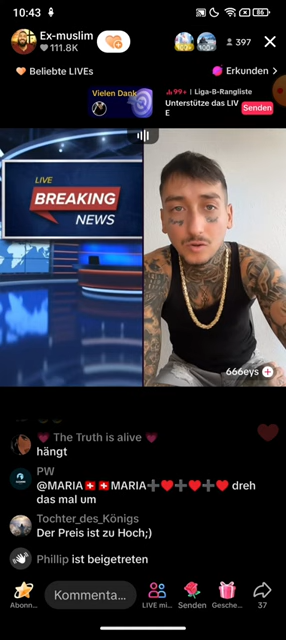 10:43
86
Ex-muslim
111.8K
397
Beliebte LIVEs
Erkunden >
Vielen Dank
99+ | Liga-B-Rangliste
Unterstütze das LIV
E
Senden
LIVE
BREAKING
NEWS
666eys
The Truth is alive
hängt
PW
@MARIA🇨🇭🇨🇭MARIA➕❤️➕❤️➕❤️ dreh
das mal um
Tochter_des_Königs
Der Preis ist zu Hoch;)
Phillip ist beigetreten
Abonn...
Kommenta...
LIVE mi...
Senden
Gesche...
37